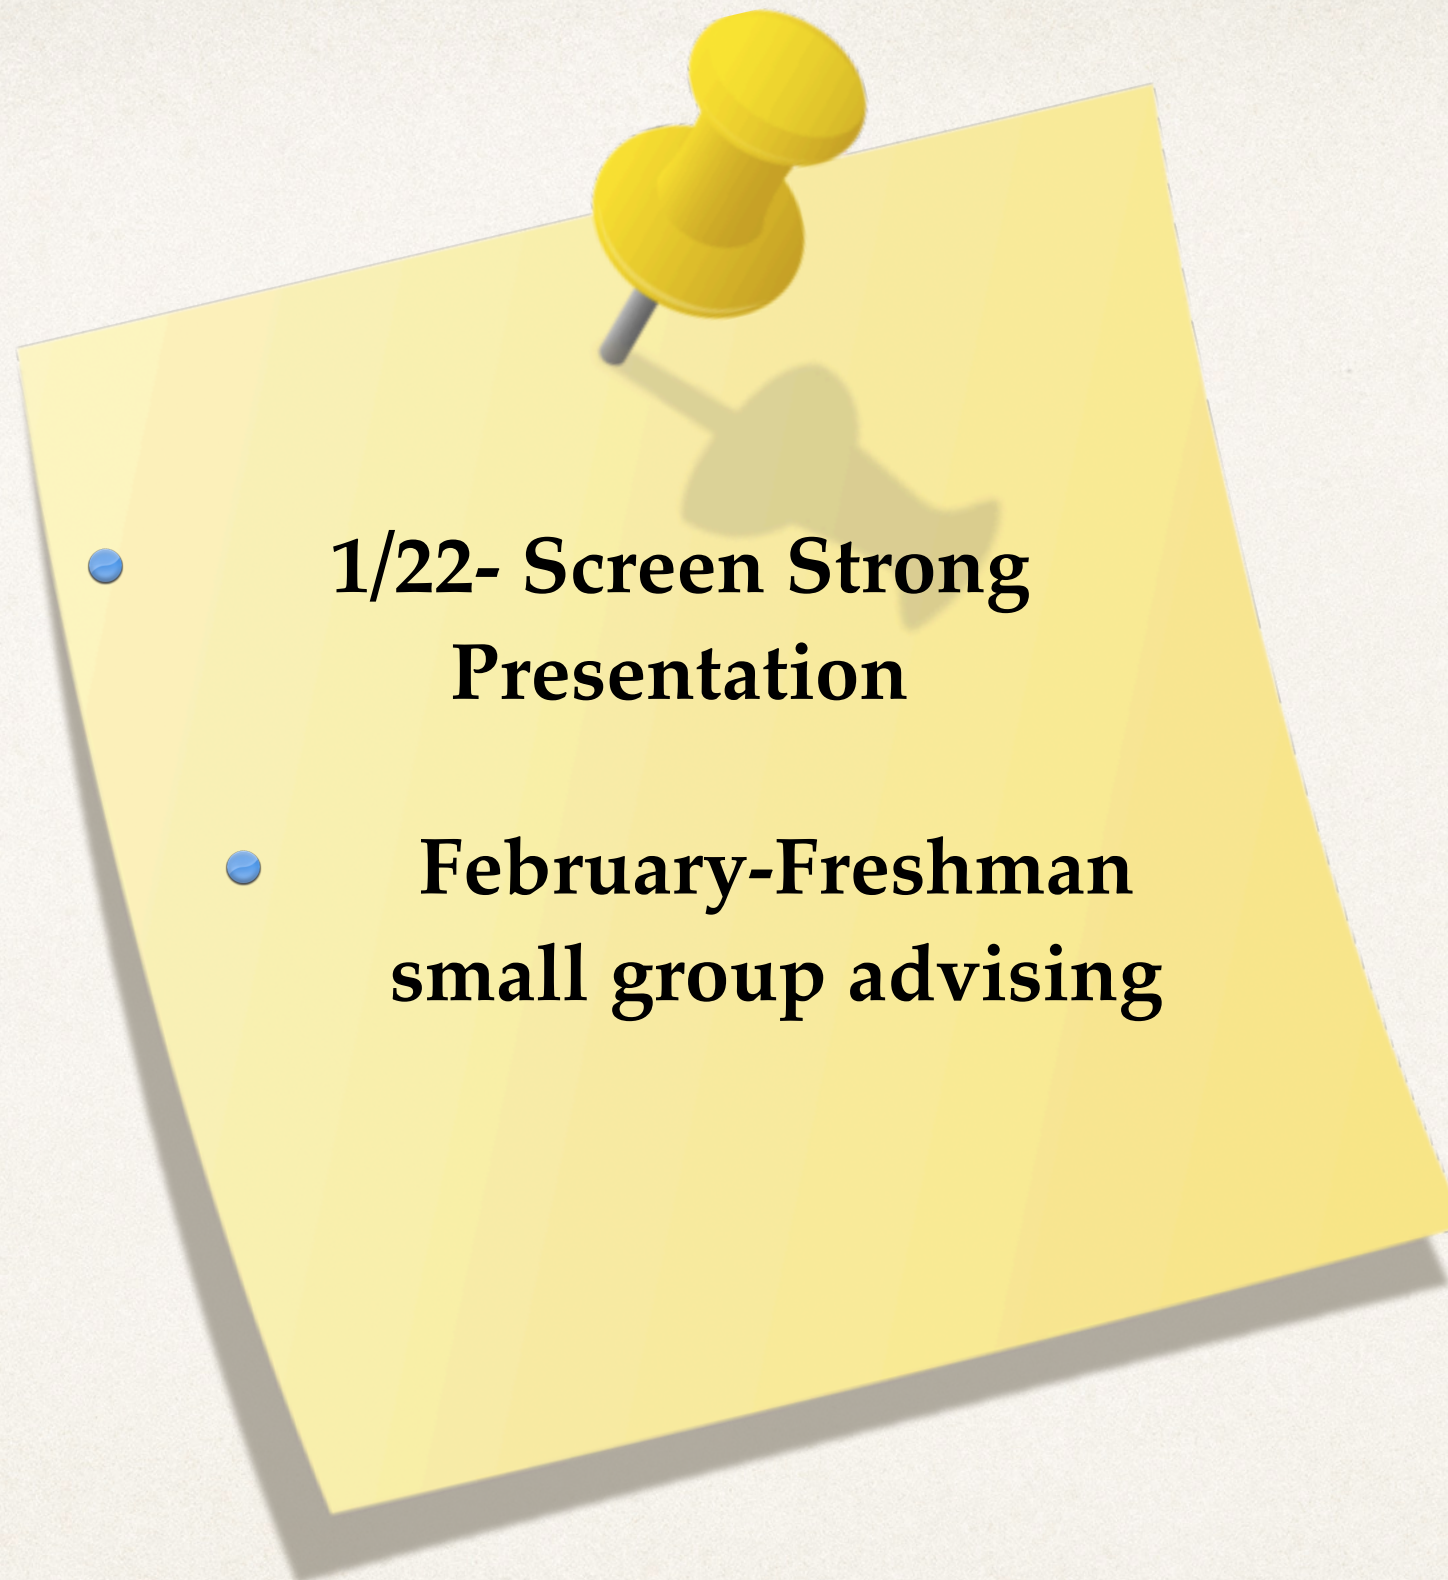 1/22- Screen Strong
Presentation
February-Freshman
small group advising